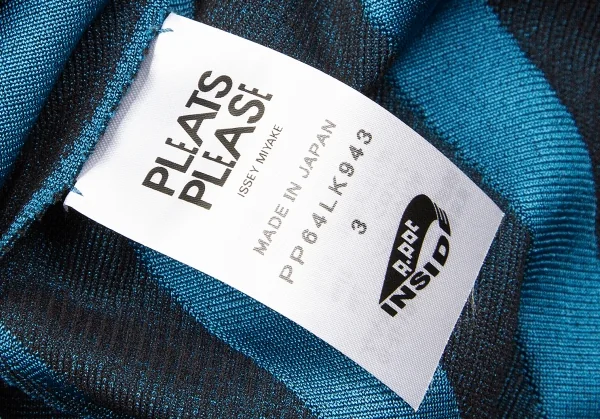 PLEATS
PLEASE
ISSEY MIYAKE
MADE IN JAPAN
PP64LK943
3
A.POC
INSIDE